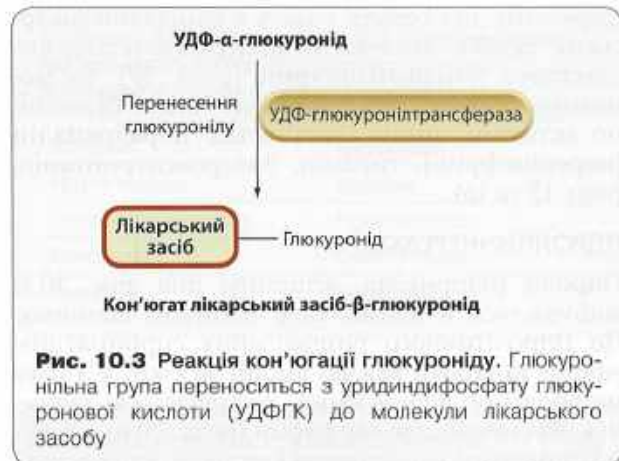 УДФ-α-глюкуронід
Перенесення
глюкуронілу
УДФ-глюкуронілтрансфераза
Лікарський
засіб
Глюкуронід
Кон'югат лікарський засіб-β-глюкуронід
Рис. 10.3 Реакція кон'югації глюкуроніду. Глюкуро-
нільна група переноситься з уридиндифосфату глюку-
ронової кислоти (УДФГК) до молекули лікарського
засобу